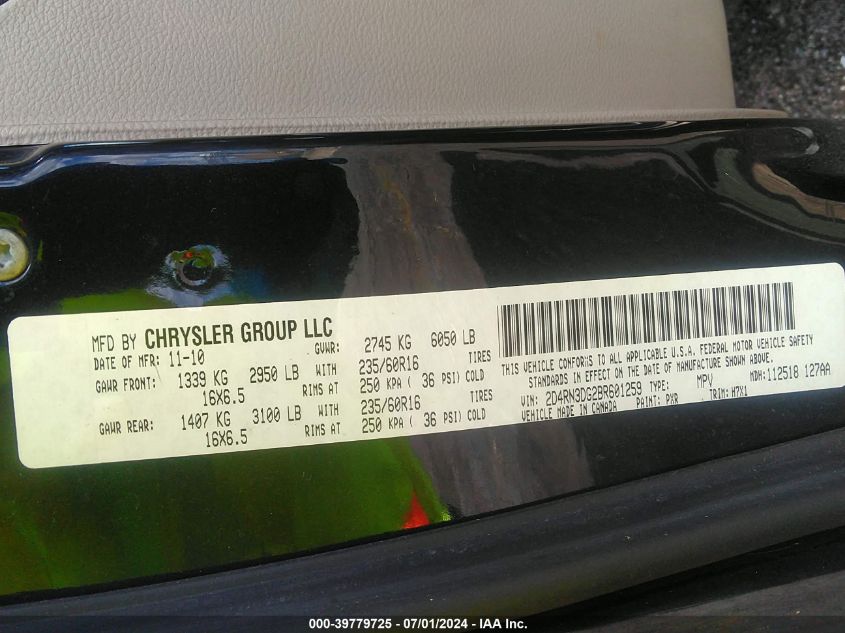 MFD BY CHRYSLER GROUP LLC
DATE OF MFR: 11-10 GVWR: 2745 KG 6050 LB
GAWR FRONT: 1339 KG 2950 LB WITH 235/60R16 TIRES
16X6.5 RIMS AT 250 KPA ( 36 PSI) COLD
GAWR REAR: 1407 KG 3100 LB WITH 235/60R16 TIRES
16X6.5 RIMS AT 250 KPA ( 36 PSI) COLD
THIS VEHICLE CONFORMS TO ALL APPLICABLE U.S.A. FEDERAL MOTOR VEHICLE SAFETY
STANDARDS IN EFFECT ON THE DATE OF MANUFACTURE SHOWN ABOVE.
VIN: 2D4RN3DG2BR601259 TYPE: MPV MDH:112518 127AA
VEHICLE MADE IN CANADA PAINT: PXR TRIM: H7X1
000-39779725 / 07/01/2024 - IAA Inc.